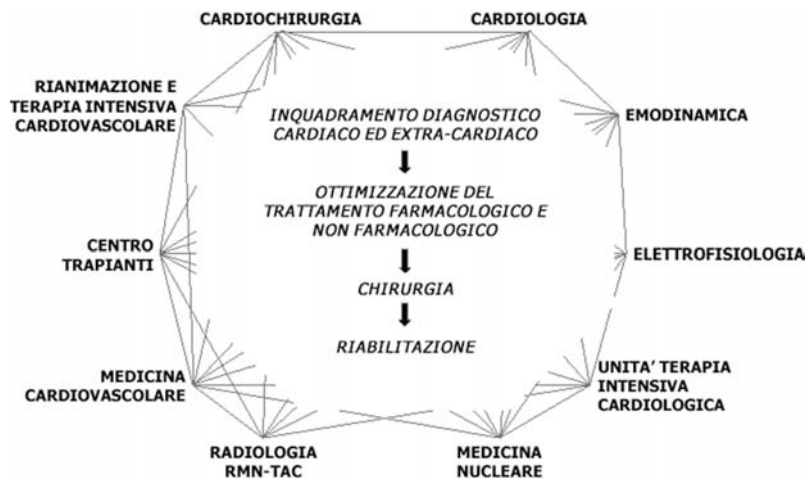 CARDIOCHIRURGIA
CARDIOLOGIA
RIANIMAZIONE E
TERAPIA INTENSIVA
CARDIOVASCOLARE
EMODINAMICA
INQUADRAMENTO DIAGNOSTICO
CARDIACO ED EXTRA-CARDIACO
OTTIMIZZAZIONE DEL
TRATTAMENTO FARMACOLOGICO E
NON FARMACOLOGICO
CENTRO
TRAPIANTI
ELETTROFISIOLOGIA
CHIRURGIA
RIABILITAZIONE
MEDICINA
CARDIOVASCOLARE
UNITA’ TERAPIA
INTENSIVA
CARDIOLOGICA
RADIOLOGIA
RMN-TAC
MEDICINA
NUCLEARE